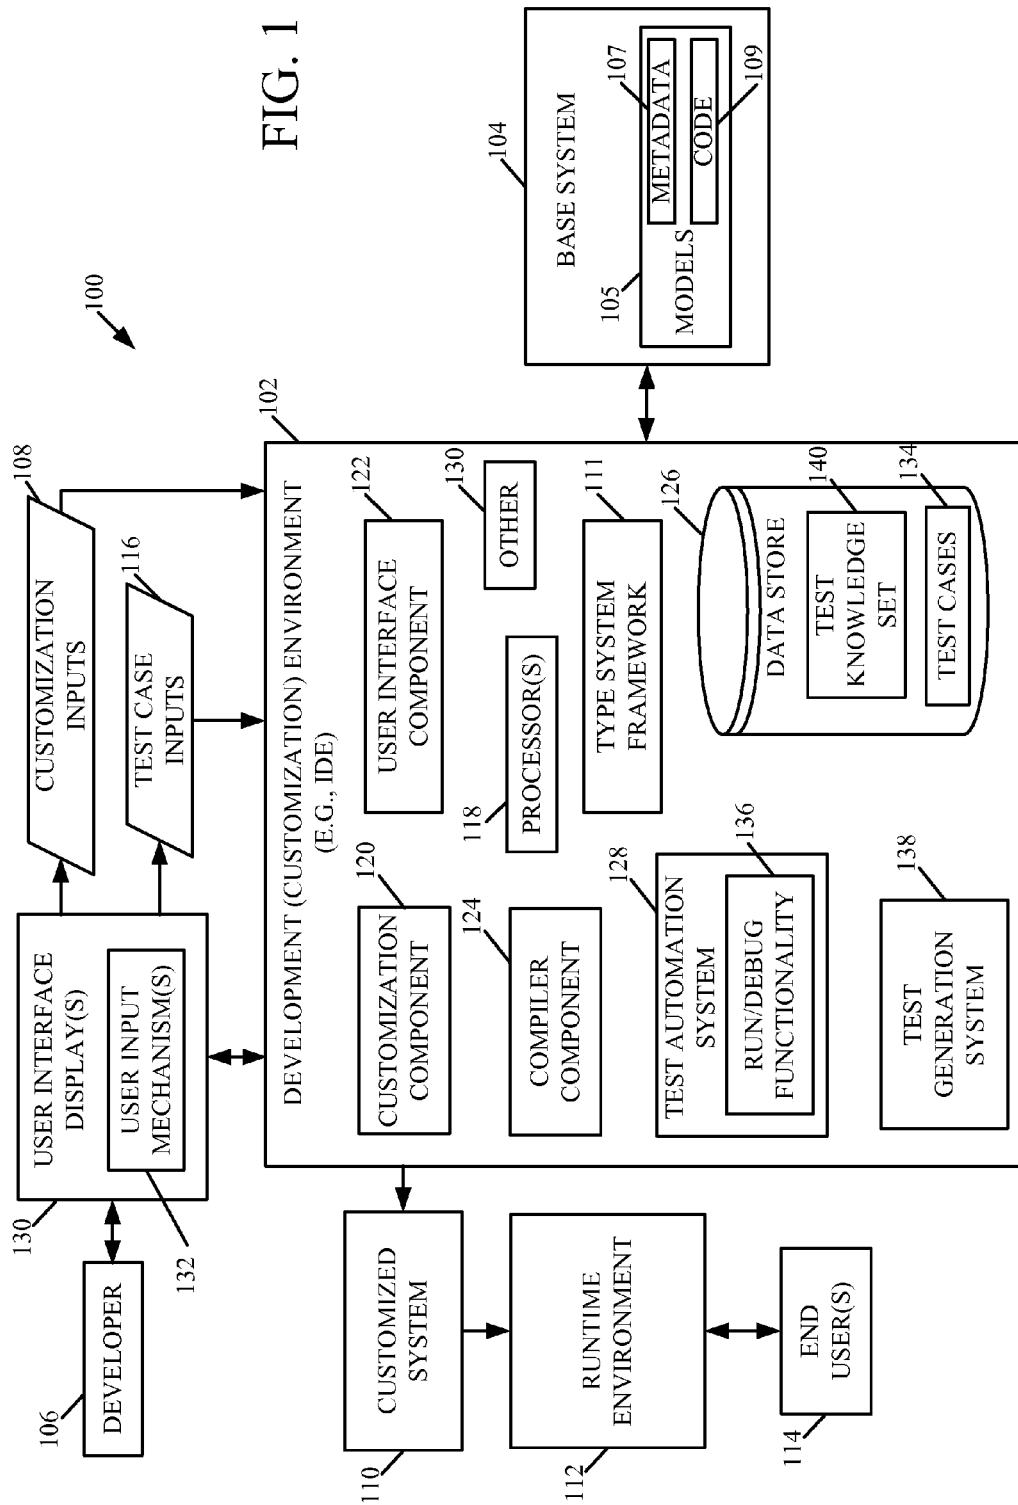 FIG. 1
100
106
DEVELOPER
130
USER INTERFACE
DISPLAY(S)
USER INPUT
MECHANISM(S)
132
108
CUSTOMIZATION
INPUTS
116
TEST CASE
INPUTS
102
DEVELOPMENT (CUSTOMIZATION) ENVIRONMENT
(E.G., IDE)
120
CUSTOMIZATION
COMPONENT
122
USER INTERFACE
COMPONENT
124
COMPILER
COMPONENT
118
PROCESSOR(S)
130
OTHER
128
TEST AUTOMATION
SYSTEM
136
RUN/DEBUG
FUNCTIONALITY
111
TYPE SYSTEM
FRAMEWORK
138
TEST
GENERATION
SYSTEM
126
DATA STORE
140
TEST
KNOWLEDGE
SET
134
TEST CASES
104
BASE SYSTEM
105
MODELS
107
METADATA
109
CODE
110
CUSTOMIZED
SYSTEM
112
RUNTIME
ENVIRONMENT
114
END
USER(S)